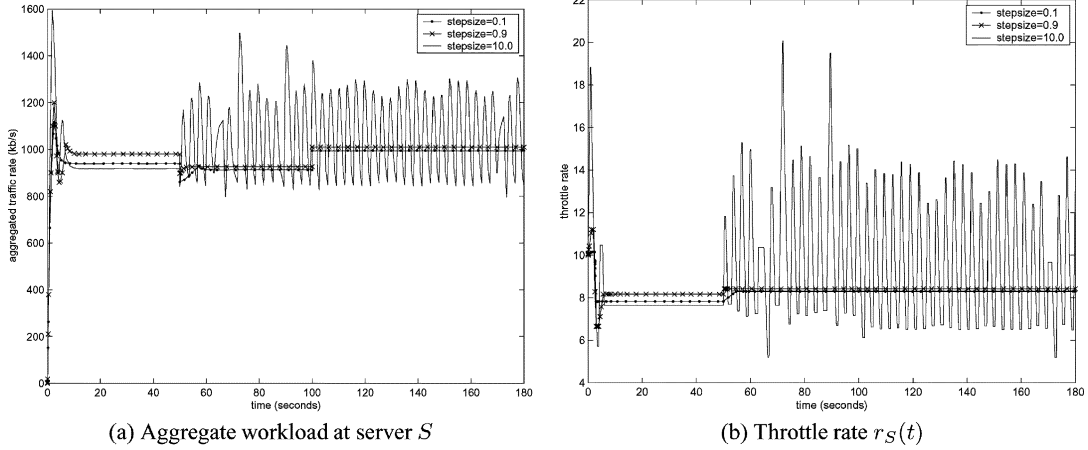 1600
1400
1200
1000
800
600
400
200
0
aggregated traffic rate (kb/s)
stepsize=0.1
stepsize=0.9
stepsize=10.0
0 20 40 60 80 100 120 140 160 180
time (seconds)
(a) Aggregate workload at server S
22
20
18
16
14
12
10
8
6
4
throttle rate
stepsize=0.1
stepsize=0.9
stepsize=10.0
0 20 40 60 80 100 120 140 160 180
time (seconds)
(b) Throttle rate r_S(t)